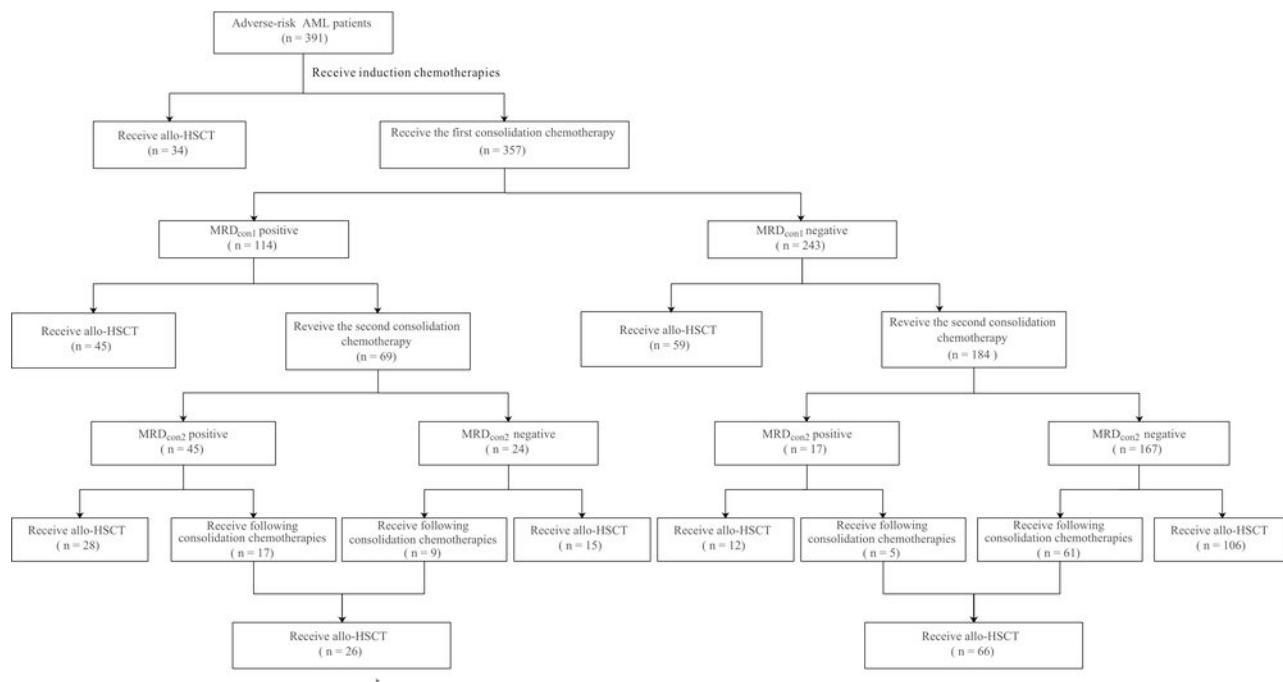 Adverse-risk AML patients
(n = 391)
Receive induction chemotherapies
Receive allo-HSCT
(n = 34)
Receive the first consolidation chemotherapy
(n = 357)
MRDcon1 positive
( n = 114)
MRDcon1 negative
( n = 243)
Receive allo-HSCT
(n = 45)
Reveive the second consolidation
chemotherapy
(n = 69)
Receive allo-HSCT
(n = 59)
Reveive the second consolidation
chemotherapy
(n = 184 )
MRDcon2 positive
( n = 45)
MRDcon2 negative
( n = 24)
MRDcon2 positive
( n = 17)
MRDcon2 negative
( n = 167)
Receive allo-HSCT
( n = 28)
Receive following
consolidation chemotherapies
( n = 17)
Receive following
consolidation chemotherapies
( n = 9)
Receive allo-HSCT
( n = 15)
Receive allo-HSCT
( n = 12)
Receive following
consolidation chemotherapies
( n = 5)
Receive following
consolidation chemotherapies
( n = 61)
Receive allo-HSCT
( n = 106)
Receive allo-HSCT
( n = 26)
Receive allo-HSCT
( n = 66)